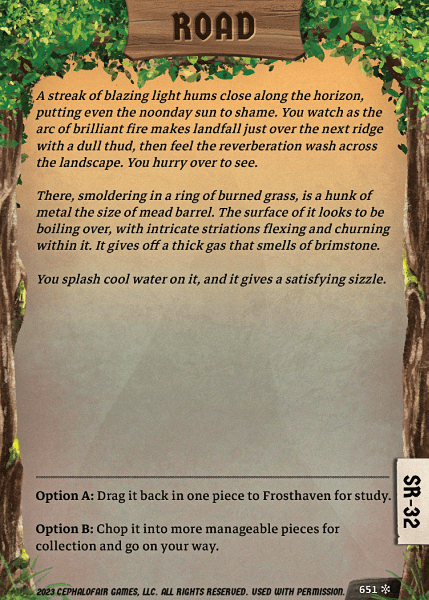 ROAD
A streak of blazing light hums close along the horizon,
putting even the noonday sun to shame. You watch as the
arc of brilliant fire makes landfall just over the next ridge
with a dull thud, then feel the reverberation wash across
the landscape. You hurry over to see.
There, smoldering in a ring of burned grass, is a hunk of
metal the size of mead barrel. The surface of it looks to be
boiling over, with intricate striations flexing and churning
within it. It gives off a thick gas that smells of brimstone.
You splash cool water on it, and it gives a satisfying sizzle.
Option A: Drag it back in one piece to Frosthaven for study.
Option B: Chop it into more manageable pieces for
collection and go on your way.
SR-32
2023 CEPHALOFAIR GAMES, LLC. ALL RIGHTS RESERVED. USED WITH PERMISSION.
651